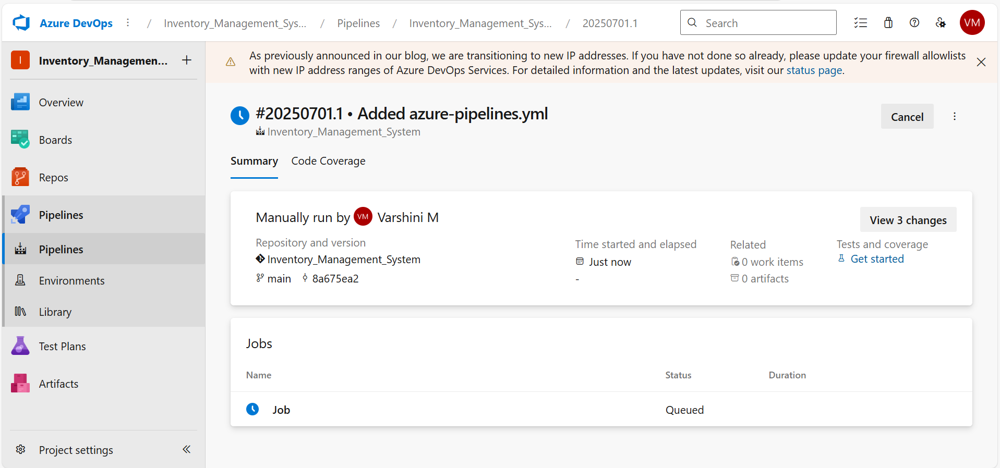 Azure DevOps / Inventory_Management_Sys... / Pipelines / Inventory_Management_Sys... / 20250701.1 Search VM
I Inventory_Managemen... +
Overview
Boards
Repos
Pipelines
Pipelines
Environments
Library
Test Plans
Artifacts
Project settings
As previously announced in our blog, we are transitioning to new IP addresses. If you have not done so already, please update your firewall allowlists
with new IP address ranges of Azure DevOps Services. For detailed information and the latest updates, visit our status page.
#20250701.1 • Added azure-pipelines.yml
Inventory_Management_System
Cancel
Summary Code Coverage
Manually run by VM Varshini M
View 3 changes
Repository and version
Inventory_Management_System
main 8a675ea2
Time started and elapsed
Just now
-
Related
0 work items
0 artifacts
Tests and coverage
Get started
Jobs
Name Status Duration
Job Queued